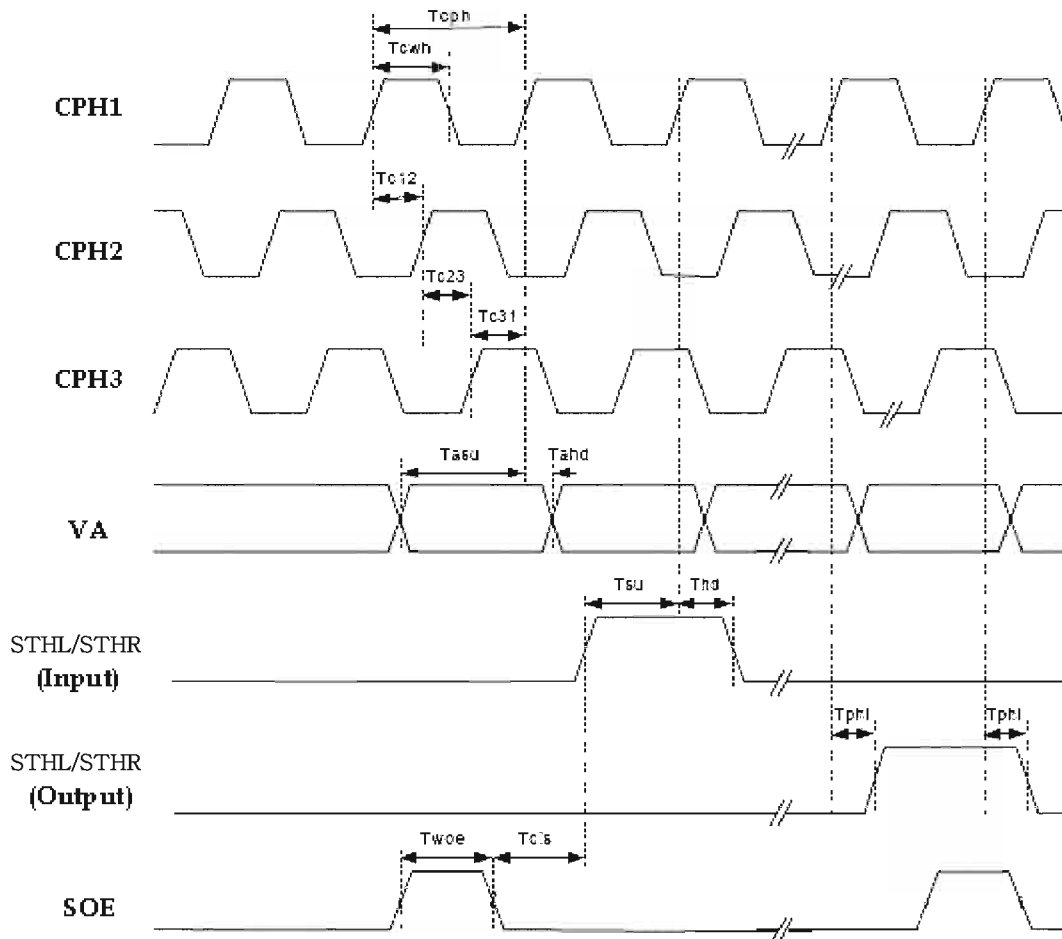 Tcph
Tcwh
CPH1
Tc12
CPH2
Tc23
Tc31
CPH3
Tasu
Tahd
VA
Tsu
Thd
STHL/STHR
(Input)
Tphl
Tphl
STHL/STHR
(Output)
Twoe
Tcls
SOE